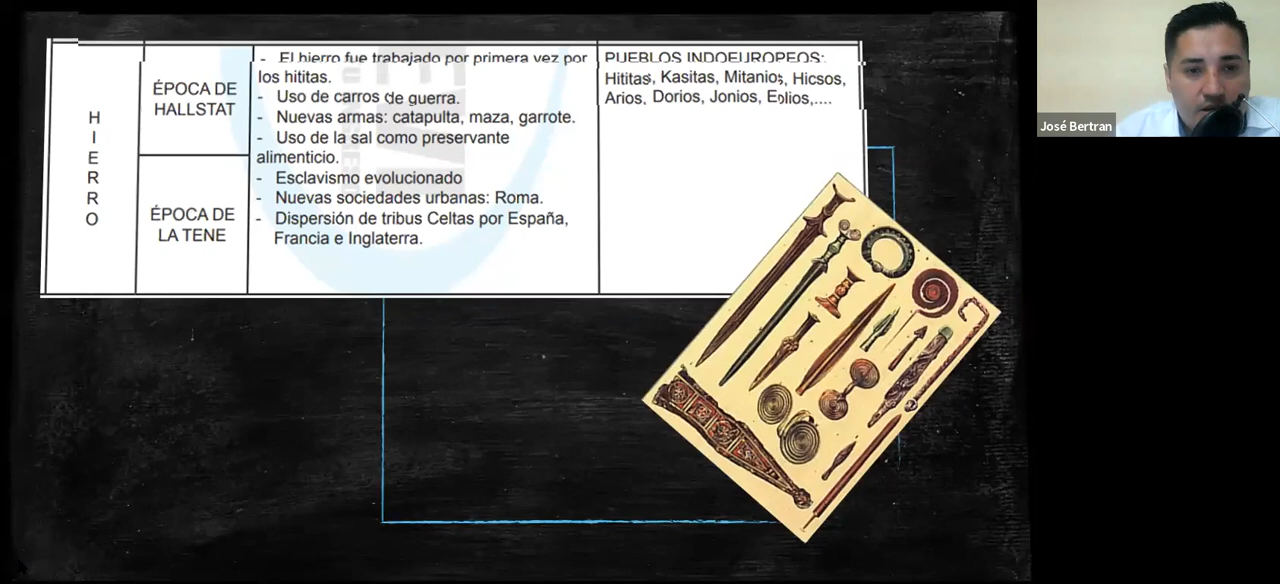 - El hierro fue trabajado por primera vez por
los hititas.
- Uso de carros de guerra.
- Nuevas armas: catapulta, maza, garrote.
- Uso de la sal como preservante
alimenticio.
- Esclavismo evolucionado
- Nuevas sociedades urbanas: Roma.
- Dispersión de tribus Celtas por España,
Francia e Inglaterra.
PUEBLOS INDOEUROPEOS:
Hititas, Kasitas, Mitanios, Hicsos,
Arios, Dorios, Jonios, Eolios,....
ÉPOCA DE
HALLSTAT
ÉPOCA DE
LA TENE
H
I
E
R
R
O
José Bertran